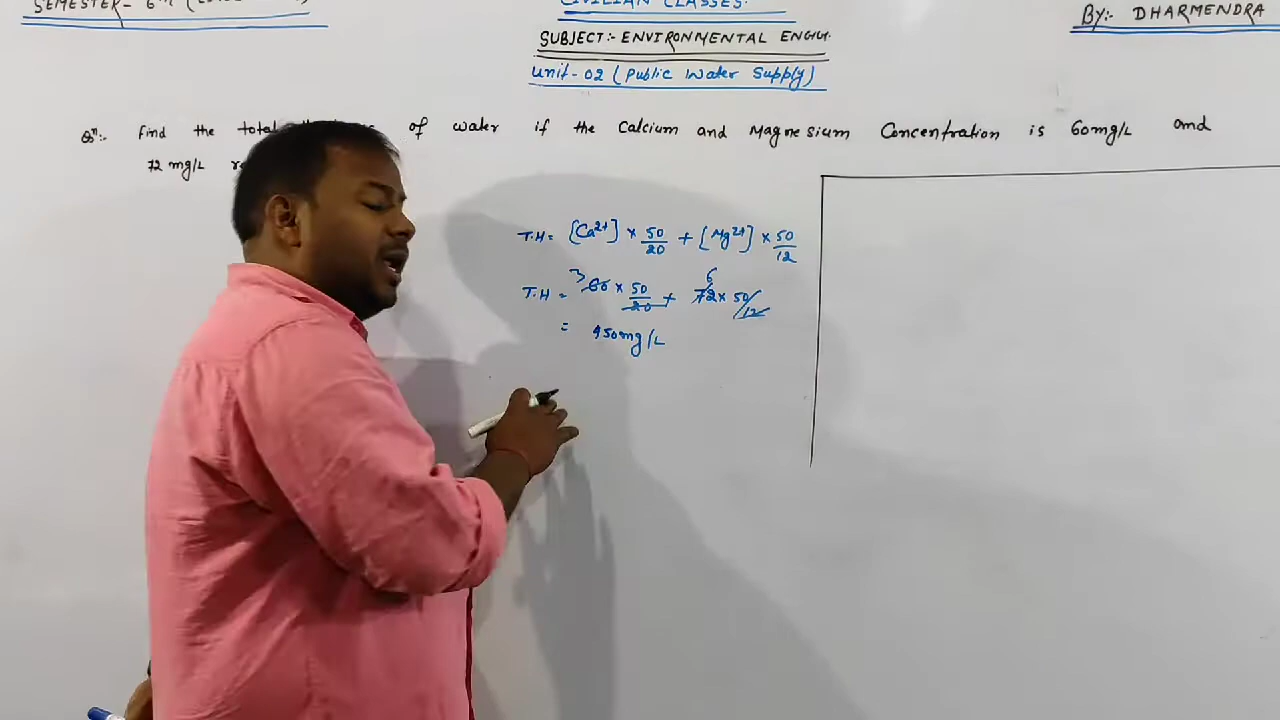 SEMESTER- 6th
CIVILIAN CLASSES.
BY:- DHARMENDRA
SUBJECT:- ENVIRONMENTAL ENGG.
Unit-02 (Public Water Supply)
Qn:- Find the total of water if the Calcium and Magnesium Concentration is 60mg/L and
72 mg/L
T.H = [Ca2+] × 50/20 + [Mg2+] × 50/12
3 6
T.H = 60 × 50/20 + 72 × 50/12
= 450mg/L